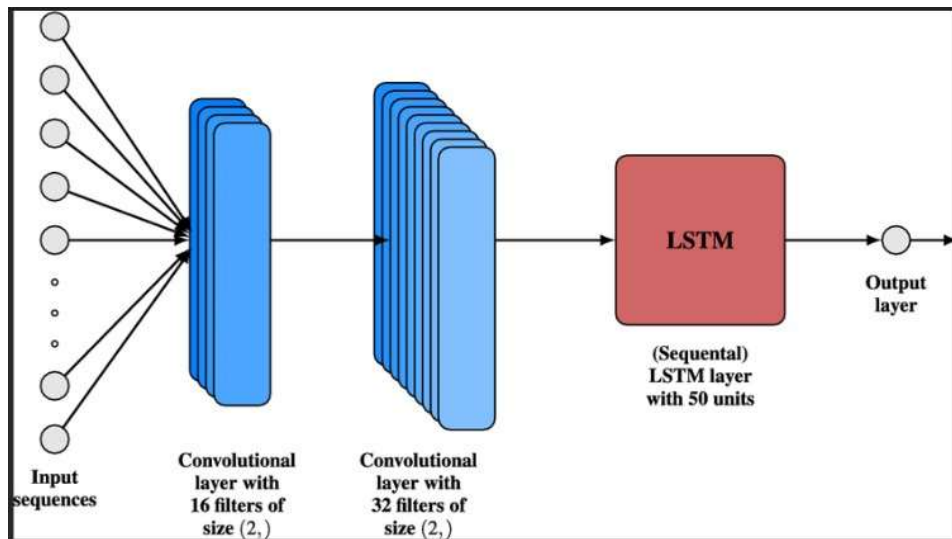 LSTM
Output
layer
(Sequental)
LSTM layer
with 50 units
Input
sequences
Convolutional
layer with
16 filters of
size (2,)
Convolutional
layer with
32 filters of
size (2,)